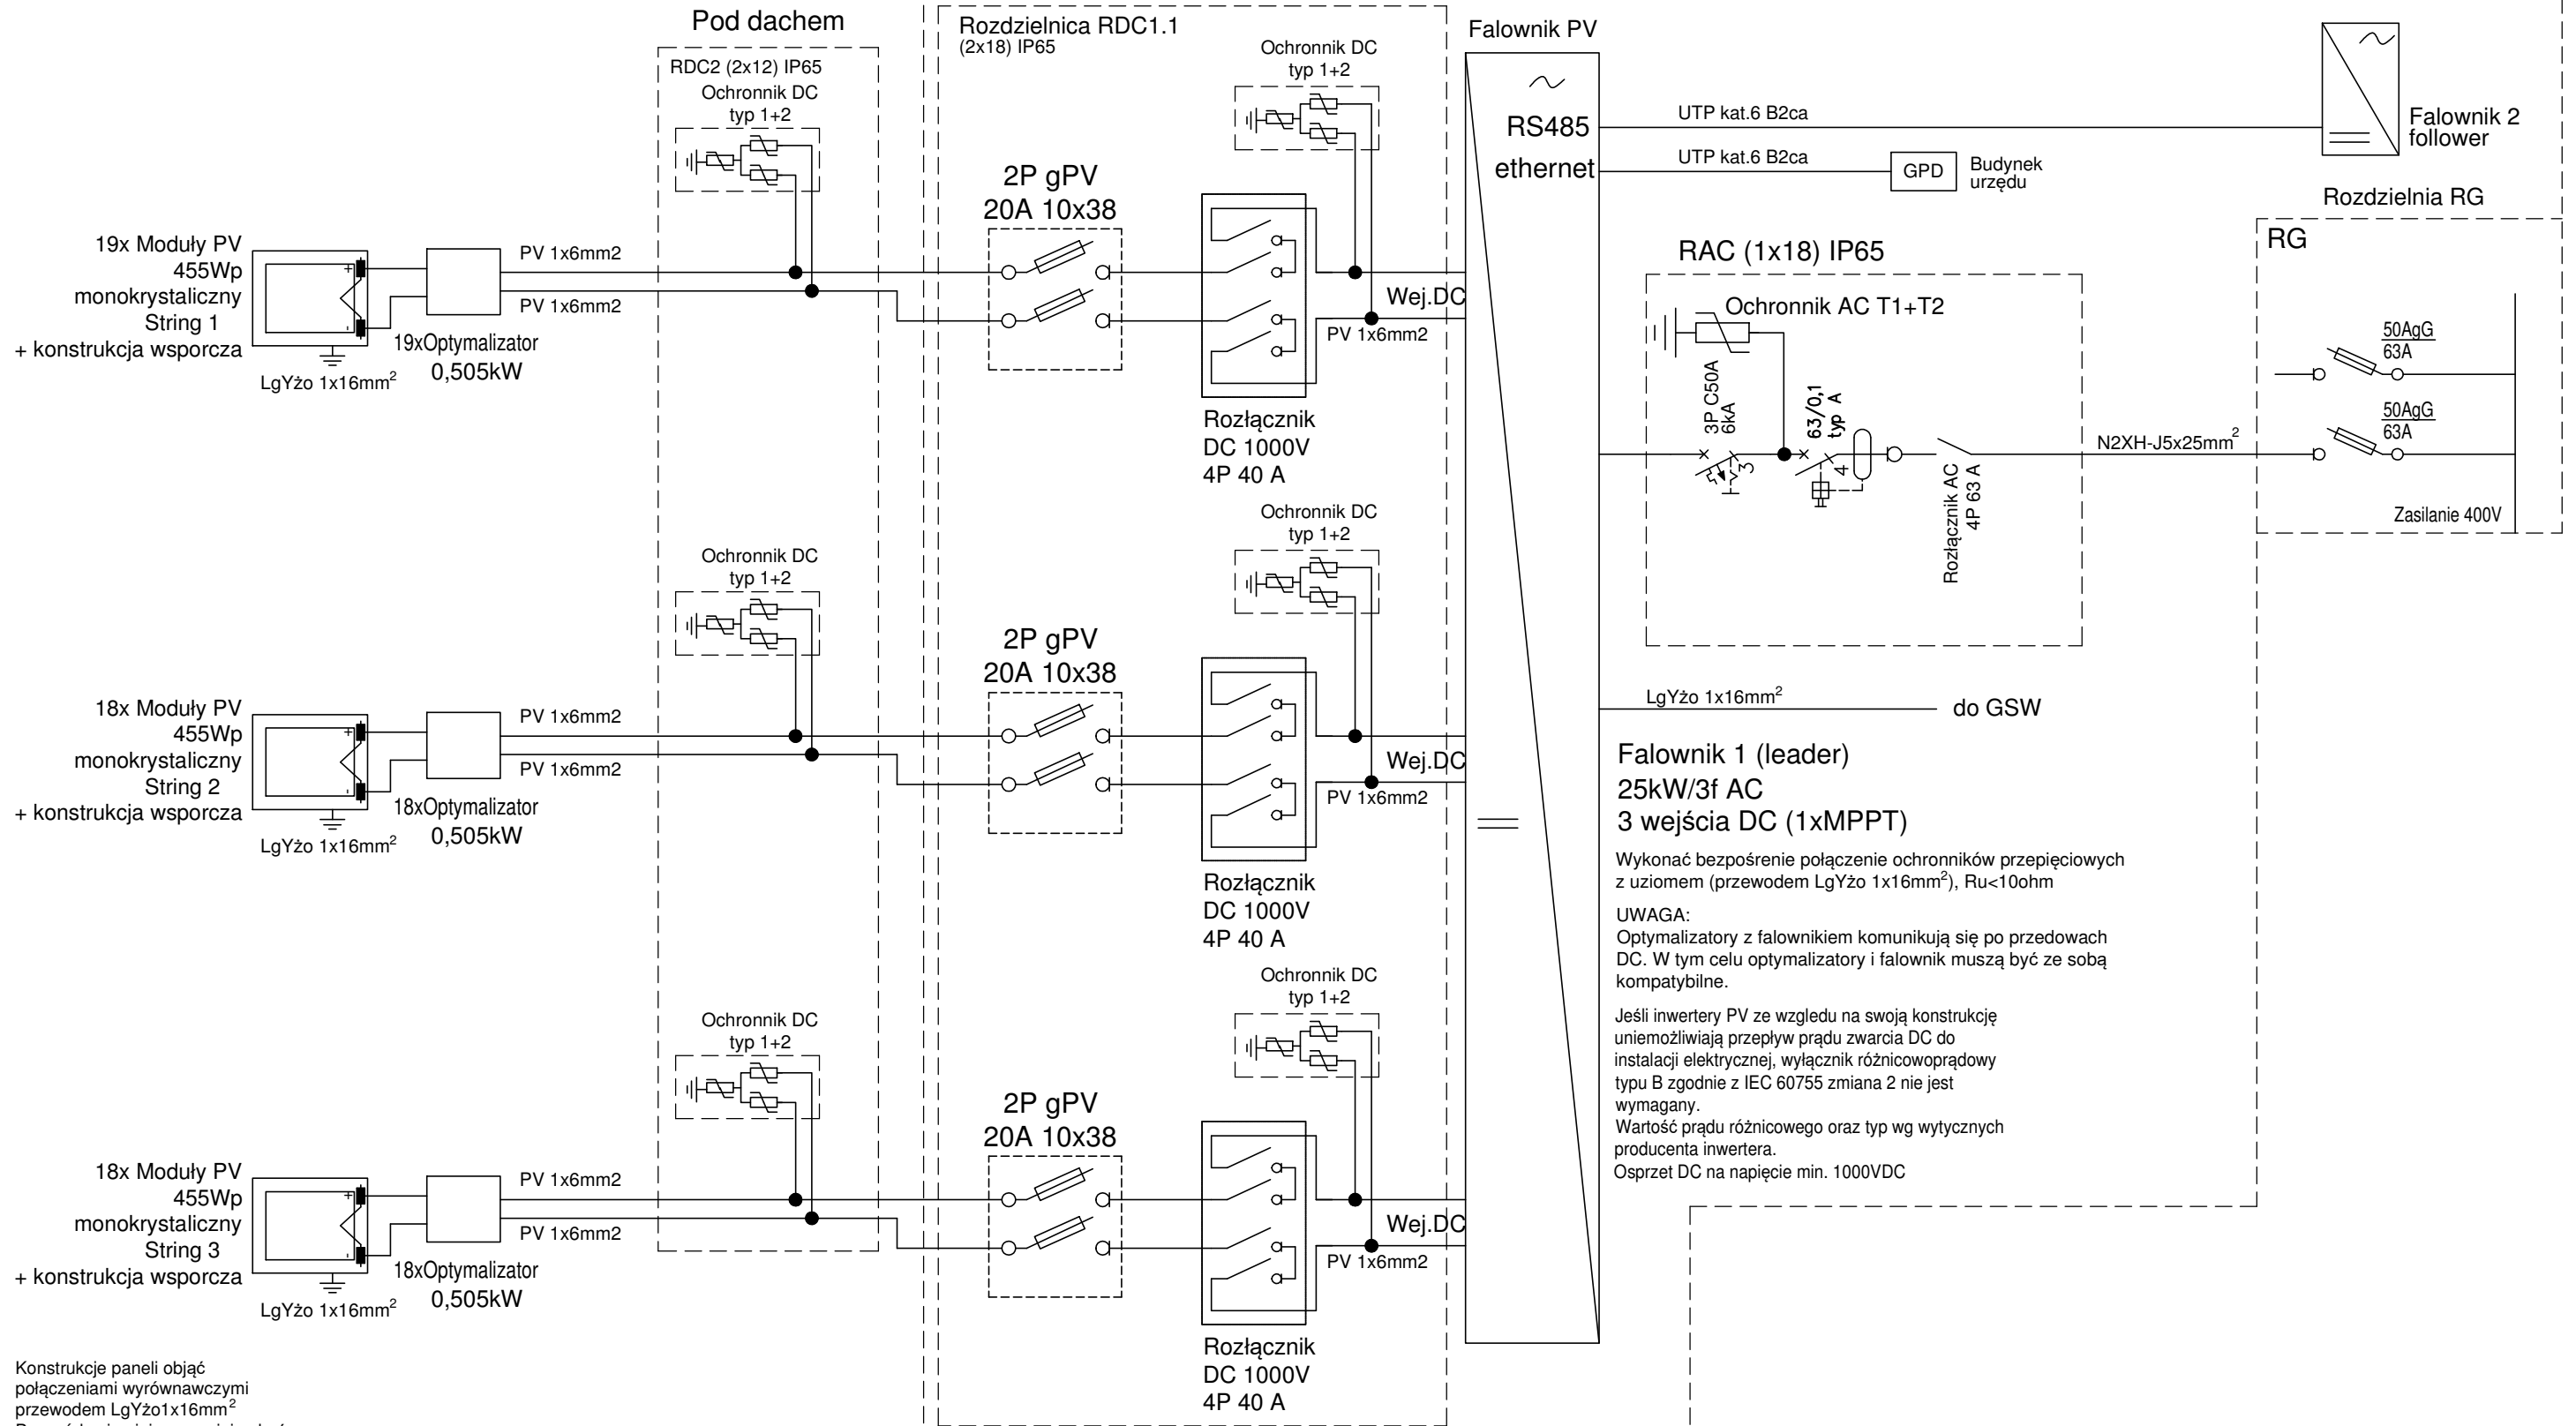 Pod dachem
RDC2 (2x12) IP65
Ochronnik DC
typ 1+2
Rozdzielnica RDC1.1
(2x18) IP65
Ochronnik DC
typ 1+2
2P gPV
20A 10x38
19x Moduły PV
455Wp
monokrystaliczny
String 1
+ konstrukcja wsporcza
+
-
LgYżo 1x16mm2
19xOptymalizator
0,505kW
PV 1x6mm2
PV 1x6mm2
Wej.DC
PV 1x6mm2
Rozłącznik
DC 1000V
4P 40 A
Ochronnik DC
typ 1+2
Ochronnik DC
typ 1+2
2P gPV
20A 10x38
18x Moduły PV
455Wp
monokrystaliczny
String 2
+ konstrukcja wsporcza
+
-
LgYżo 1x16mm2
18xOptymalizator
0,505kW
PV 1x6mm2
PV 1x6mm2
Wej.DC
PV 1x6mm2
Rozłącznik
DC 1000V
4P 40 A
Ochronnik DC
typ 1+2
Ochronnik DC
typ 1+2
2P gPV
20A 10x38
18x Moduły PV
455Wp
monokrystaliczny
String 3
+ konstrukcja wsporcza
+
-
LgYżo 1x16mm2
18xOptymalizator
0,505kW
PV 1x6mm2
PV 1x6mm2
Wej.DC
PV 1x6mm2
Rozłącznik
DC 1000V
4P 40 A
Konstrukcje paneli objąć
połączeniami wyrównawczymi
przewodem LgYżo1x16mm2
Falownik PV
RS485
ethernet
UTP kat.6 B2ca
UTP kat.6 B2ca
GPD
Budynek
urzędu
Falownik 2
follower
Rozdzielnia RG
RG
50AgG
63A
50AgG
63A
Zasilanie 400V
RAC (1x18) IP65
Ochronnik AC T1+T2
3P C50A
6kA
3
63/0,1
typ A
4
Rozłącznik AC
4P 63 A
N2XH-J5x25mm2
LgYżo 1x16mm2
do GSW
Falownik 1 (leader)
25kW/3f AC
3 wejścia DC (1xMPPT)
Wykonać bezpośrenie połączenie ochronników przepięciowych
z uziomem (przewodem LgYżo 1x16mm2), Ru<10ohm
UWAGA:
Optymalizatory z falownikiem komunikują się po przedowach
DC. W tym celu optymalizatory i falownik muszą być ze sobą
kompatybilne.
Jeśli inwertery PV ze wzgledu na swoją konstrukcję
uniemożliwiają przepływ prądu zwarcia DC do
instalacji elektrycznej, wyłącznik różnicowoprądowy
typu B zgodnie z IEC 60755 zmiana 2 nie jest
wymagany.
Wartość prądu różnicowego oraz typ wg wytycznych
producenta inwertera.
Osprzet DC na napięcie min. 1000VDC